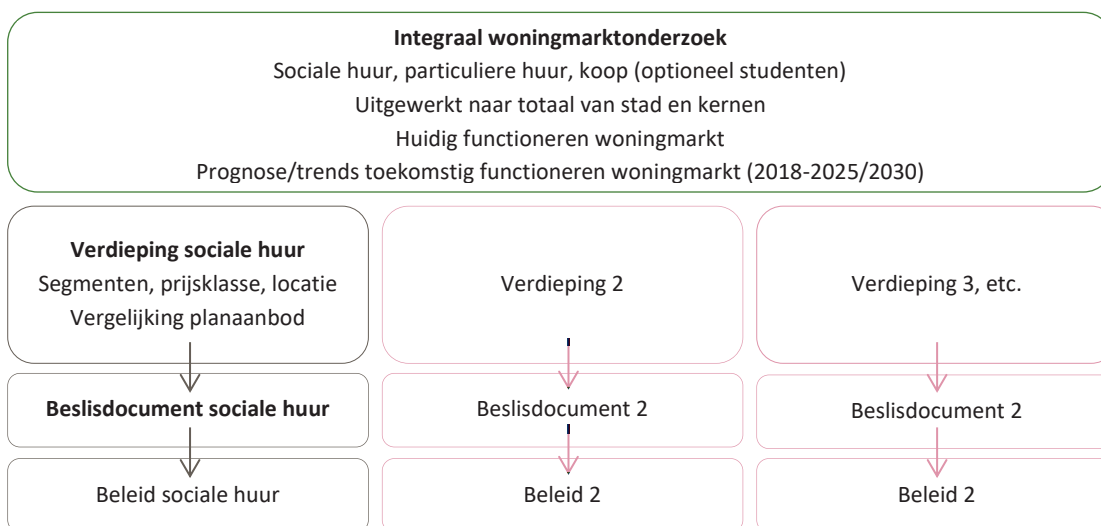 Integraal woningmarktonderzoek
Sociale huur, particuliere huur, koop (optioneel studenten)
Uitgewerkt naar totaal van stad en kernen
Huidig functioneren woningmarkt
Prognose/trends toekomstig functioneren woningmarkt (2018-2025/2030)
Verdieping sociale huur
Segmenten, prijsklasse, locatie
Vergelijking planaanbod
Verdieping 2
Verdieping 3, etc.
Beslisdocument sociale huur
Beslisdocument 2
Beslisdocument 2
Beleid sociale huur
Beleid 2
Beleid 2